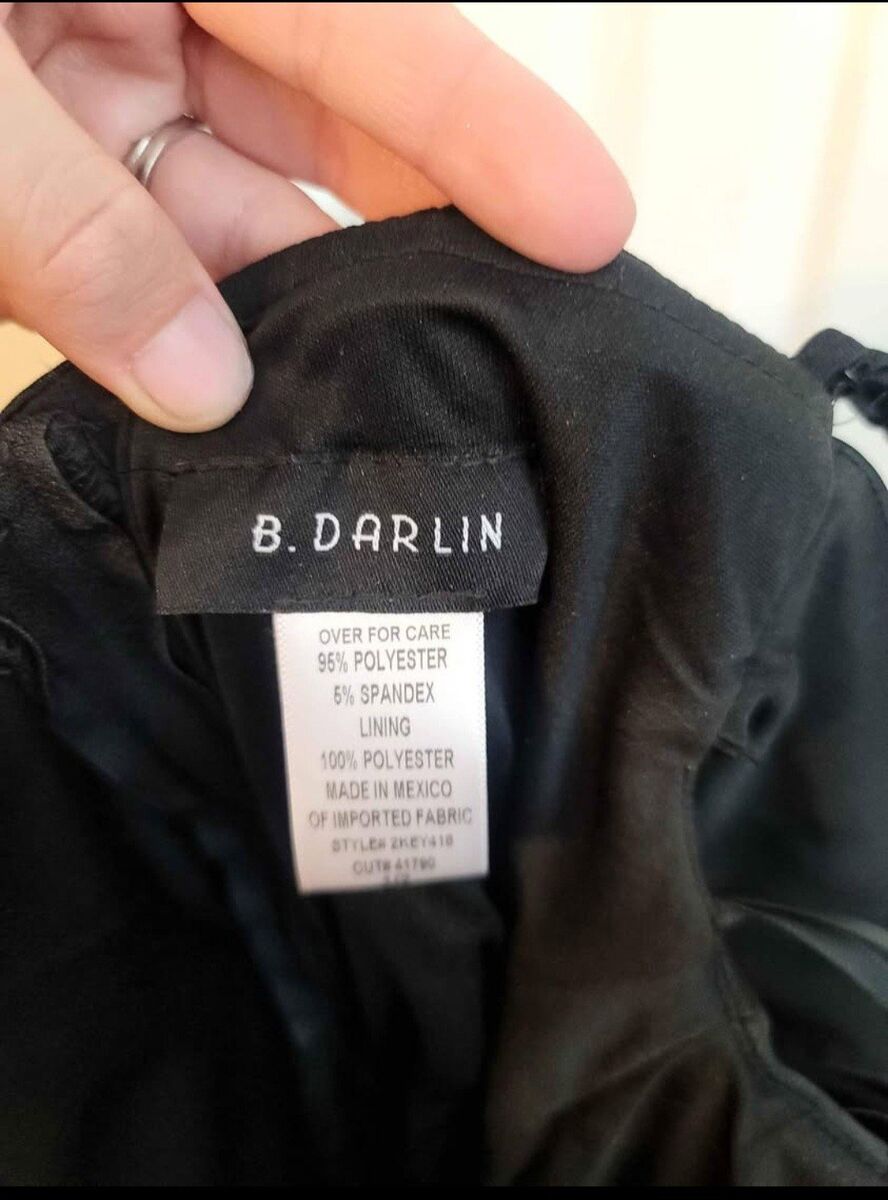 B. DARLIN
OVER FOR CARE
95% POLYESTER
5% SPANDEX
LINING
100% POLYESTER
MADE IN MEXICO
OF IMPORTED FABRIC
STYLE# 2KEY418
CUT# 41790